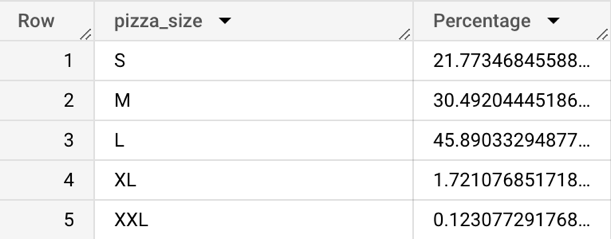 Row pizza_size Percentage
1 S 21.77346845588...
2 M 30.49204445186...
3 L 45.89033294877...
4 XL 1.721076851718...
5 XXL 0.123077291768...